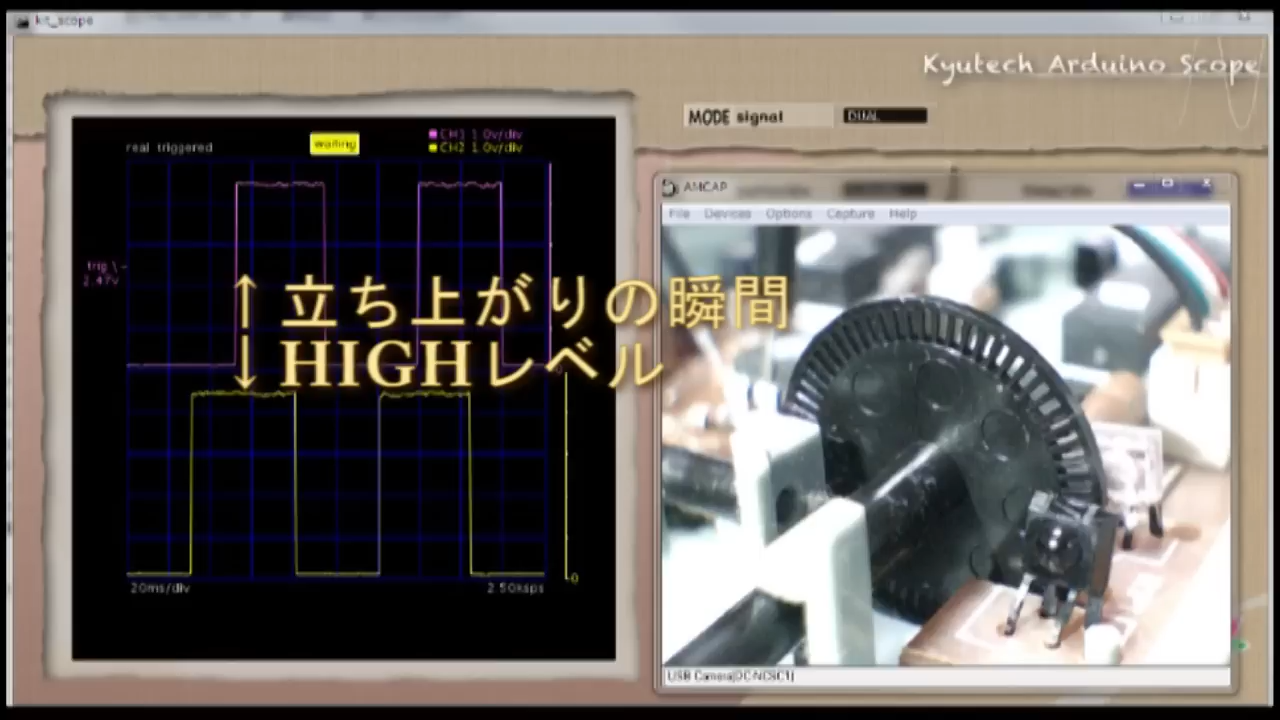 kit_scope
Kyutech Arduino Scope
MODE signal
DUAL
real triggered
waiting
CH1 1.0v/div
CH2 1.0v/div
trig \
2.47v
↑ 立ち上がりの瞬間
↓ HIGHレベル
0
20ms/div
2.50ksps
AMCAP
File Devices Options Capture Help
USB Camera(DC-NCSC1)